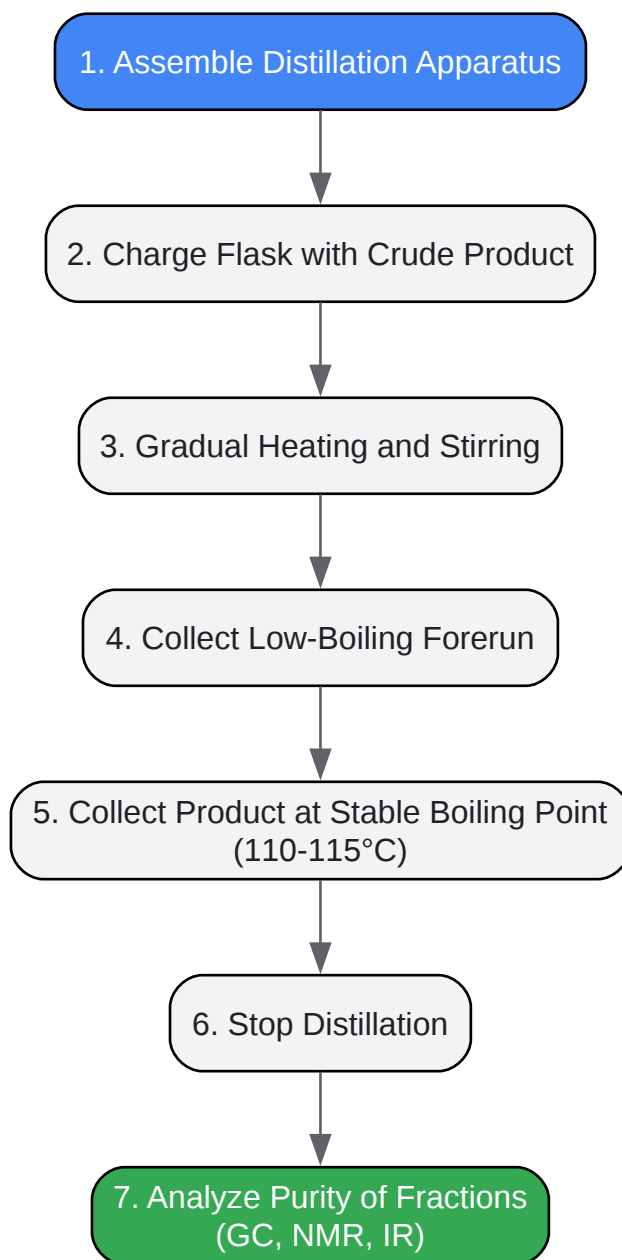 1. Assemble Distillation Apparatus
2. Charge Flask with Crude Product
3. Gradual Heating and Stirring
4. Collect Low-Boiling Forerun
5. Collect Product at Stable Boiling Point
(110-115°C)
6. Stop Distillation
7. Analyze Purity of Fractions
(GC, NMR, IR)